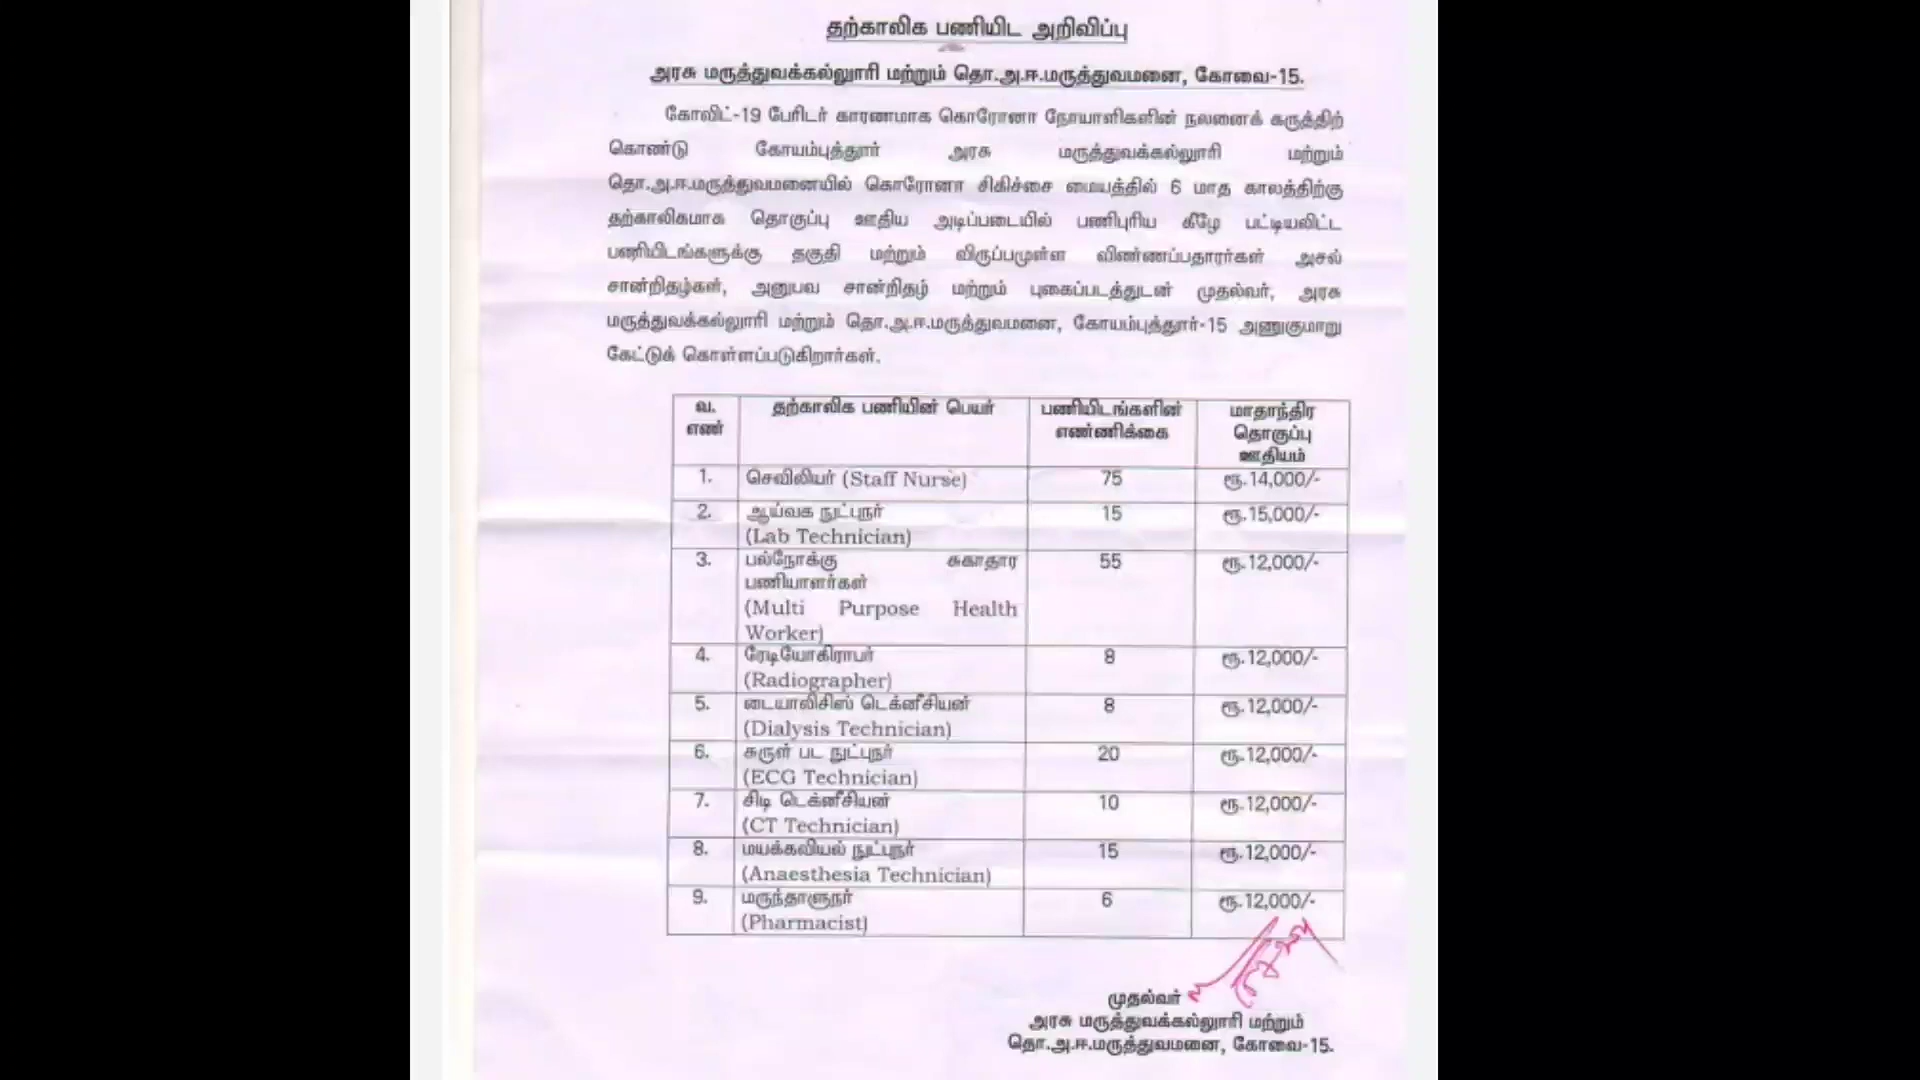 தற்காலிக பணியிட அறிவிப்பு
அரசு மருத்துவக்கல்லூரி மற்றும் தொ.அ.ஈ.மருத்துவமனை, கோவை-15.
கோவிட்-19 பேரிடர் காரணமாக கொரோனா நோயாளிகளின் நலனைக் கருத்திற்
கொண்டு கோயம்புத்தூர் அரசு மருத்துவக்கல்லூரி மற்றும்
தொ.அ.ஈ.மருத்துவமனையில் கொரோனா சிகிச்சை மையத்தில் 6 மாத காலத்திற்கு
தற்காலிகமாக தொகுப்பு ஊதிய அடிப்படையில் பணிபுரிய கீழே பட்டியலிட்ட
பணியிடங்களுக்கு தகுதி மற்றும் விருப்பமுள்ள விண்ணப்பதாரர்கள் அசல்
சான்றிதழ்கள், அனுபவ சான்றிதழ் மற்றும் புகைப்படத்துடன் முதல்வர், அரசு
மருத்துவக்கல்லூரி மற்றும் தொ.அ.ஈ.மருத்துவமனை, கோயம்புத்தூர்-15 அணுகுமாறு
கேட்டுக் கொள்ளப்படுகிறார்கள்.
வ. எண் தற்காலிக பணியின் பெயர் பணியிடங்களின் எண்ணிக்கை மாதாந்திர தொகுப்பு ஊதியம்
1. செவிலியர் (Staff Nurse) 75 ரூ.14,000/-
2. ஆய்வக நுட்புநர் 15 ரூ.15,000/-
(Lab Technician)
3. பல்நோக்கு சுகாதார 55 ரூ.12,000/-
பணியாளர்கள்
(Multi Purpose Health
Worker)
4. ரேடியோகிராபர் 8 ரூ.12,000/-
(Radiographer)
5. டையாலிசிஸ் டெக்னீசியன் 8 ரூ.12,000/-
(Dialysis Technician)
6. சுருள் பட நுட்புநர் 20 ரூ.12,000/-
(ECG Technician)
7. சிடி டெக்னீசியன் 10 ரூ.12,000/-
(CT Technician)
8. மயக்கவியல் நுட்புநர் 15 ரூ.12,000/-
(Anaesthesia Technician)
9. மருந்தாளுநர் 6 ரூ.12,000/-
(Pharmacist)
முதல்வர்
அரசு மருத்துவக்கல்லூரி மற்றும்
தொ.அ.ஈ.மருத்துவமனை, கோவை-15.